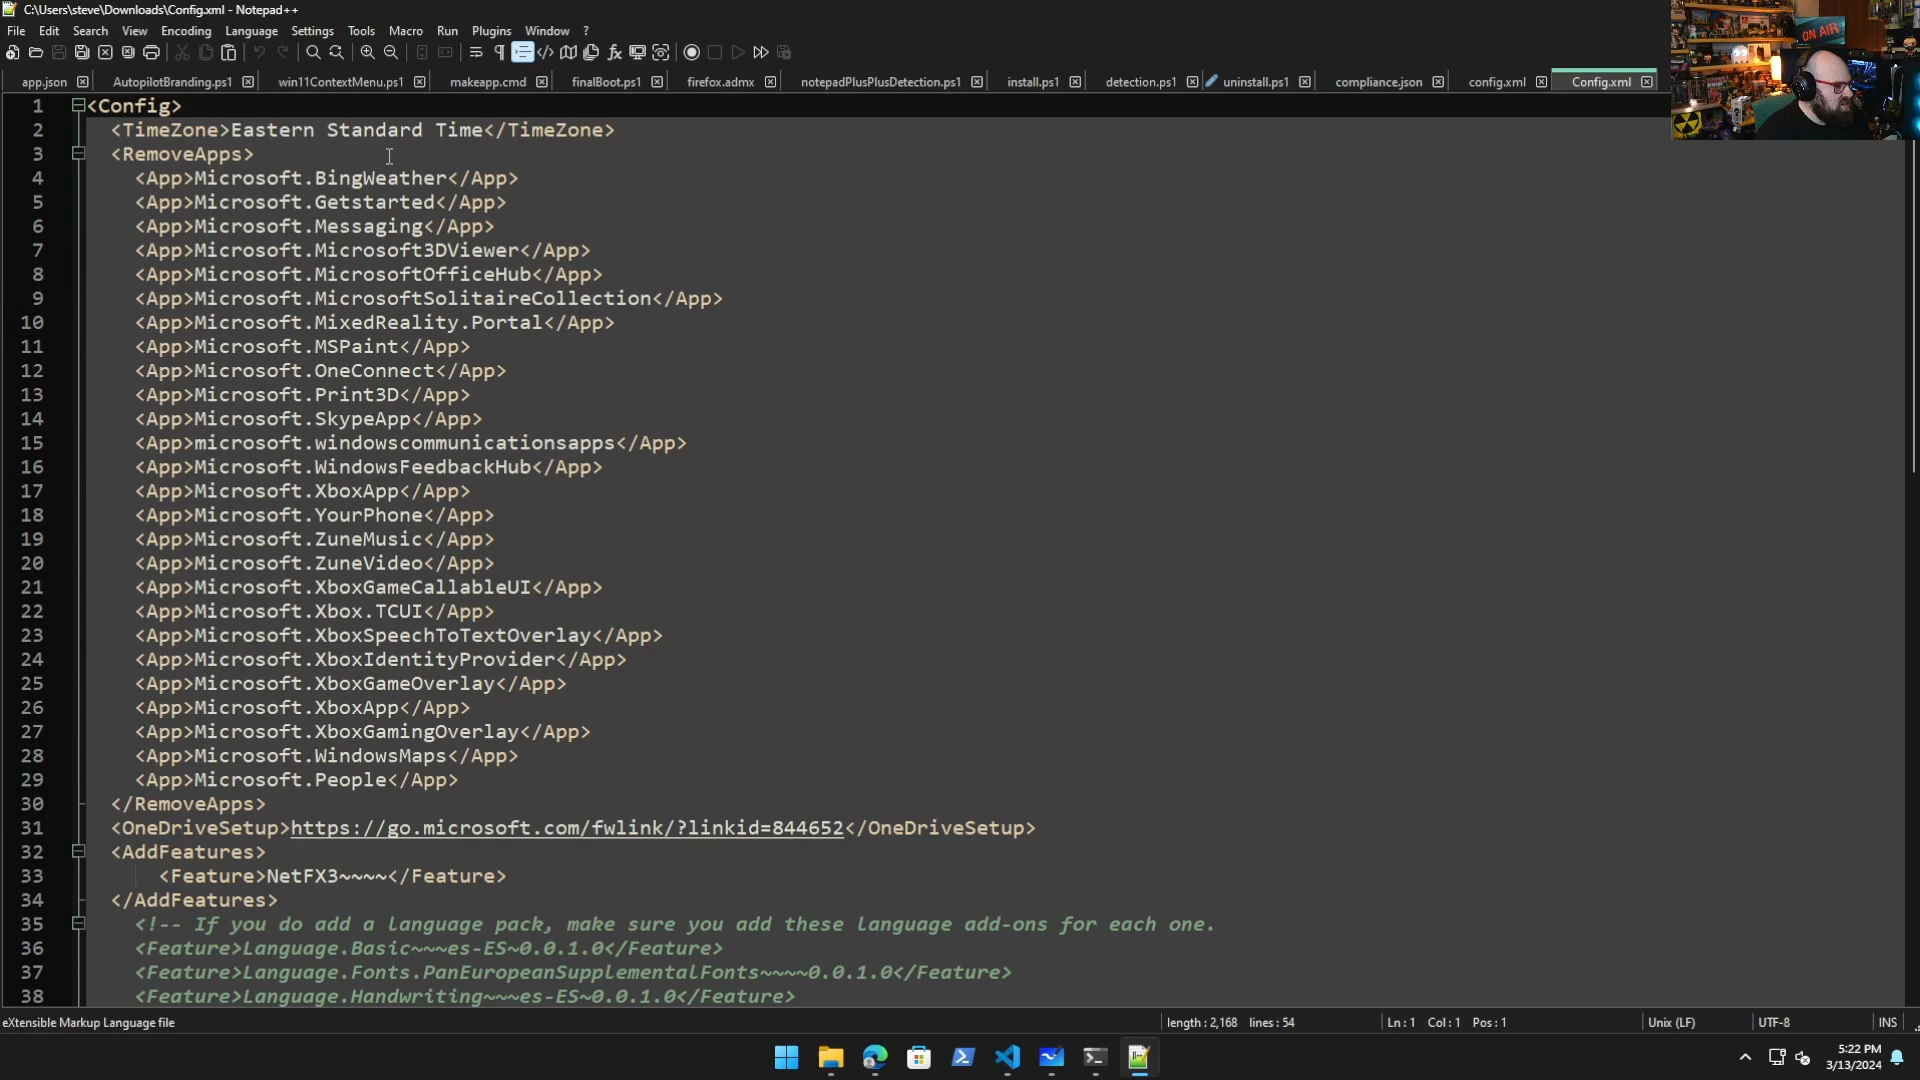 C:\Users\steve\Downloads\Config.xml - Notepad++
File Edit Search View Encoding Language Settings Tools Macro Run Plugins Window ?
app.json AutopilotBranding.ps1 win11ContextMenu.ps1 makeapp.cmd finalBoot.ps1 firefox.admx notepadPlusPlusDetection.ps1 install.ps1 detection.ps1 uninstall.ps1 compliance.json config.xml Config.xml
ON AIR
1 <Config>
2 <TimeZone>Eastern Standard Time</TimeZone>
3 <RemoveApps>
4 <App>Microsoft.BingWeather</App>
5 <App>Microsoft.Getstarted</App>
6 <App>Microsoft.Messaging</App>
7 <App>Microsoft.Microsoft3DViewer</App>
8 <App>Microsoft.MicrosoftOfficeHub</App>
9 <App>Microsoft.MicrosoftSolitaireCollection</App>
10 <App>Microsoft.MixedReality.Portal</App>
11 <App>Microsoft.MSPaint</App>
12 <App>Microsoft.OneConnect</App>
13 <App>Microsoft.Print3D</App>
14 <App>Microsoft.SkypeApp</App>
15 <App>microsoft.windowscommunicationsapps</App>
16 <App>Microsoft.WindowsFeedbackHub</App>
17 <App>Microsoft.XboxApp</App>
18 <App>Microsoft.YourPhone</App>
19 <App>Microsoft.ZuneMusic</App>
20 <App>Microsoft.ZuneVideo</App>
21 <App>Microsoft.XboxGameCallableUI</App>
22 <App>Microsoft.Xbox.TCUI</App>
23 <App>Microsoft.XboxSpeechToTextOverlay</App>
24 <App>Microsoft.XboxIdentityProvider</App>
25 <App>Microsoft.XboxGameOverlay</App>
26 <App>Microsoft.XboxApp</App>
27 <App>Microsoft.XboxGamingOverlay</App>
28 <App>Microsoft.WindowsMaps</App>
29 <App>Microsoft.People</App>
30 </RemoveApps>
31 <OneDriveSetup>https://go.microsoft.com/fwlink/?linkid=844652</OneDriveSetup>
32 <AddFeatures>
33 <Feature>NetFX3~~~~</Feature>
34 </AddFeatures>
35 <!-- If you do add a language pack, make sure you add these language add-ons for each one.
36 <Feature>Language.Basic~~~es-ES~0.0.1.0</Feature>
37 <Feature>Language.Fonts.PanEuropeanSupplementalFonts~~~~0.0.1.0</Feature>
38 <Feature>Language.Handwriting~~~es-ES~0.0.1.0</Feature>
eXtensible Markup Language file length : 2,168 lines : 54 Ln : 1 Col : 1 Pos : 1 Unix (LF) UTF-8 INS
5:22 PM
3/13/2024